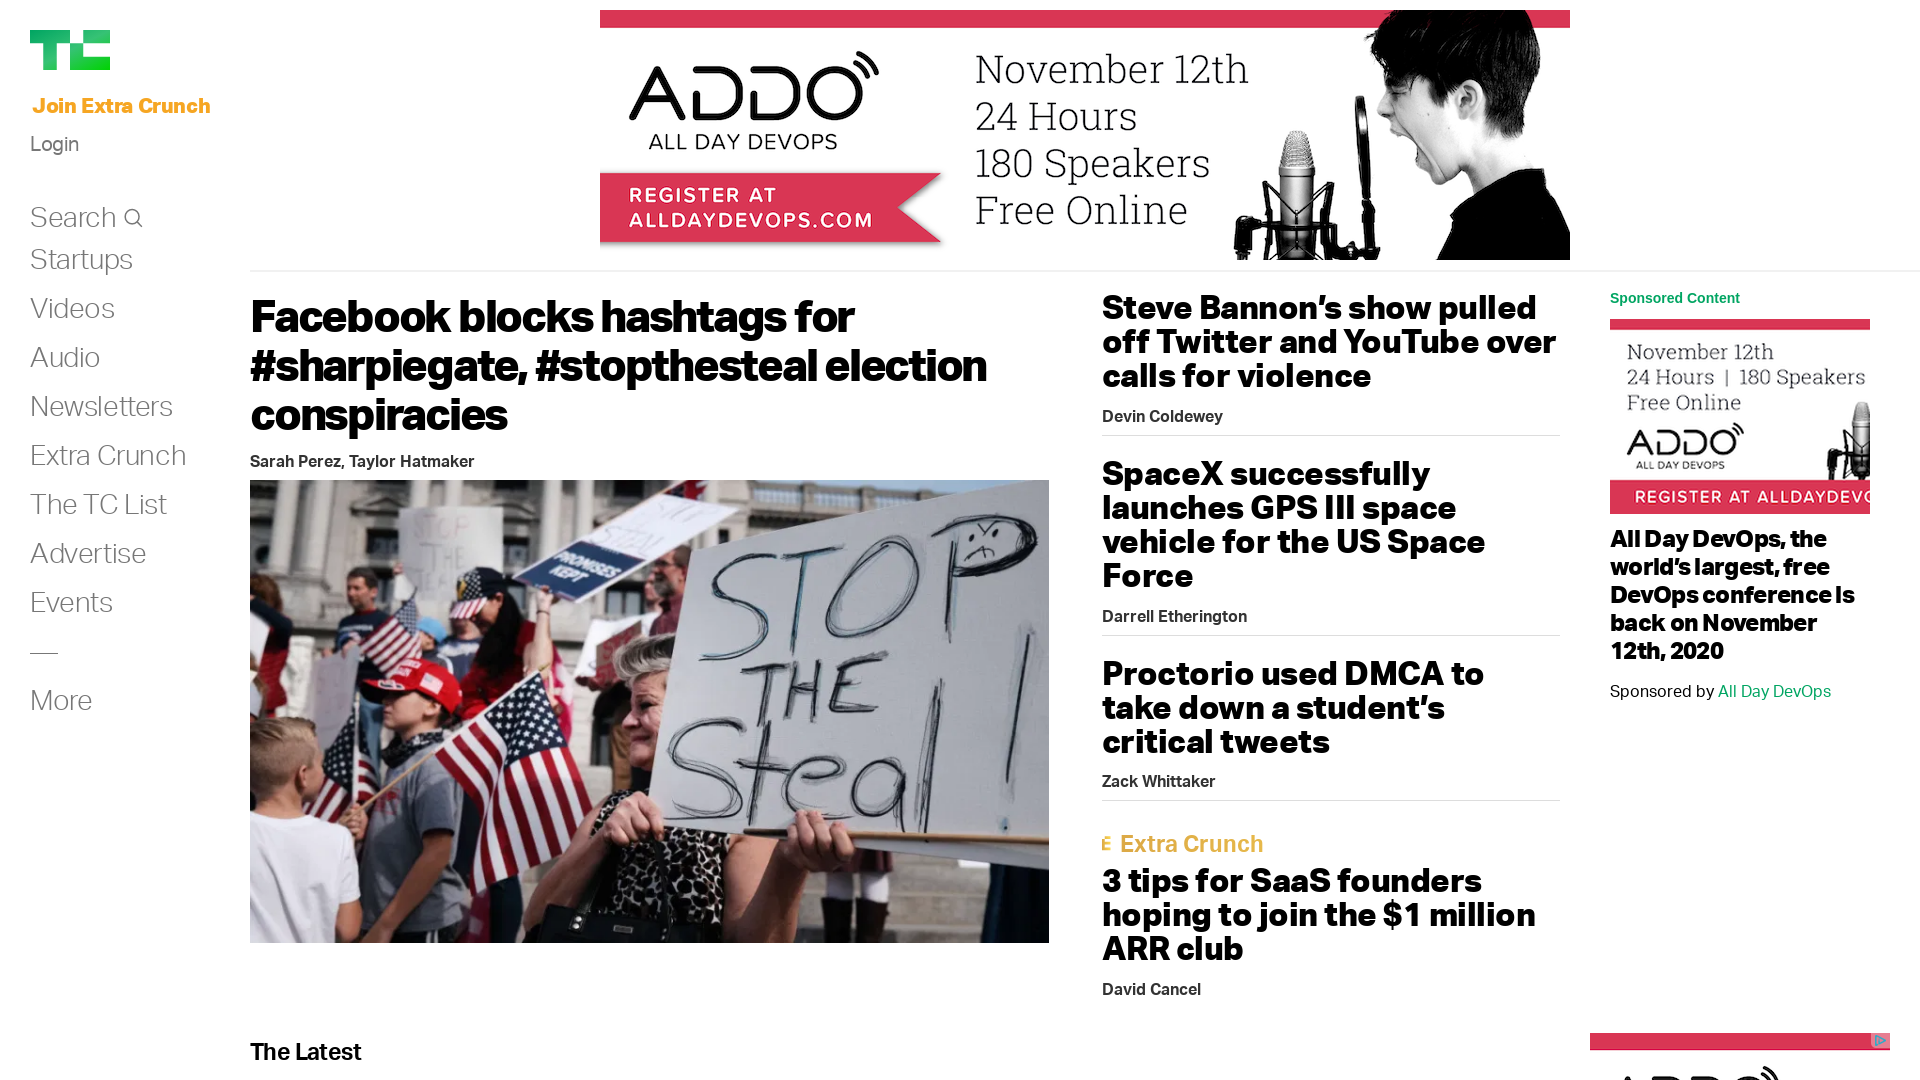 TC
Join Extra Crunch
Login
Search
Startups
Videos
Audio
Newsletters
Extra Crunch
The TC List
Advertise
Events
More
ADDO
ALL DAY DEVOPS
REGISTER AT
ALLDAYDEVOPS.COM
November 12th
24 Hours
180 Speakers
Free Online
Facebook blocks hashtags for
#sharpiegate, #stopthesteal election
conspiracies
Sarah Perez, Taylor Hatmaker
STOP
THE
STEAL
PROMISES
KEPT
STOP
THE
Steal!
Steve Bannon’s show pulled
off Twitter and YouTube over
calls for violence
Devin Coldewey
SpaceX successfully
launches GPS III space
vehicle for the US Space
Force
Darrell Etherington
Proctorio used DMCA to
take down a student’s
critical tweets
Zack Whittaker
Extra Crunch
3 tips for SaaS founders
hoping to join the $1 million
ARR club
David Cancel
Sponsored Content
November 12th
24 Hours | 180 Speakers
Free Online
ADDO
ALL DAY DEVOPS
REGISTER AT ALLDAYDEVO
All Day DevOps, the
world’s largest, free
DevOps conference Is
back on November
12th, 2020
Sponsored by All Day DevOps
The Latest